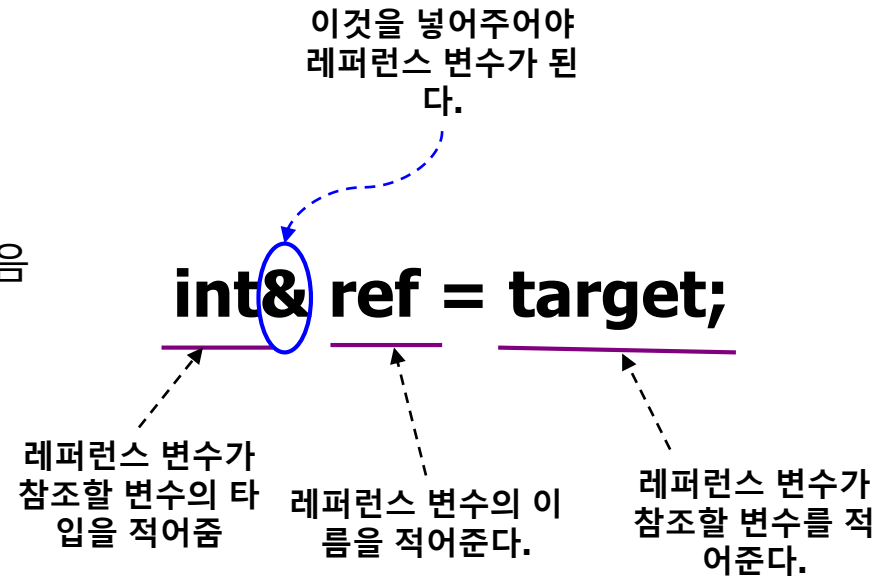 이것을 넣어주어야
레퍼런스 변수가 된
다.
음
int& ref = target;
레퍼런스 변수가
참조할 변수의 타
입을 적어줌
레퍼런스 변수의 이
름을 적어준다.
레퍼런스 변수가
참조할 변수를 적
어준다.